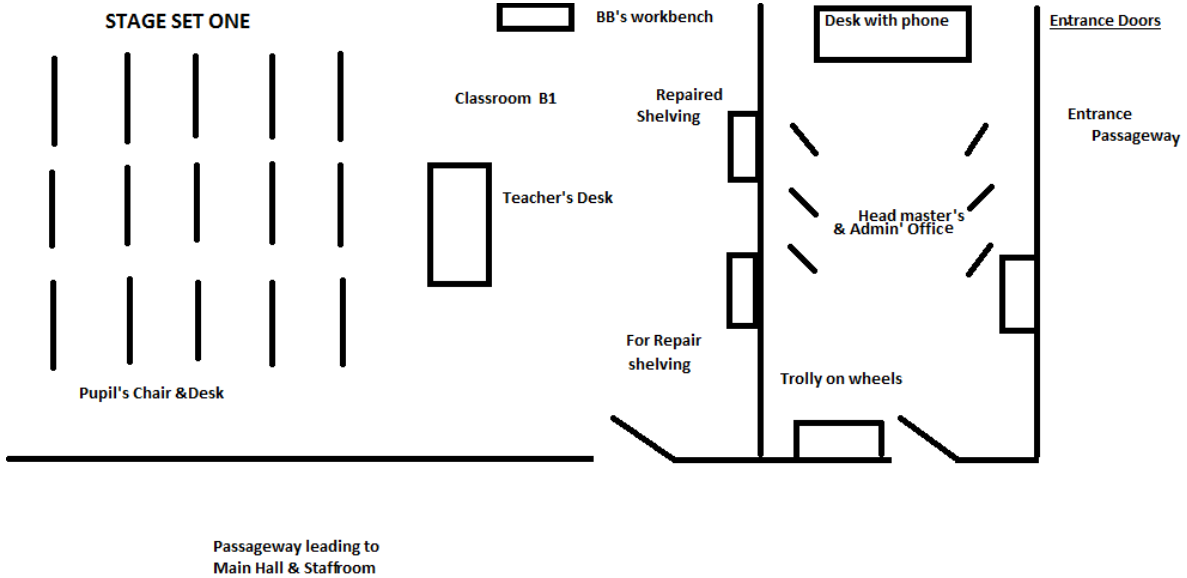 STAGE SET ONE
BB's workbench
Desk with phone
Entrance Doors
Classroom B1
Repaired
Shelving
Entrance
Passageway
Teacher's Desk
Head master's
& Admin' Office
For Repair
shelving
Trolly on wheels
Pupil's Chair &Desk
Passageway leading to
Main Hall & Staffroom